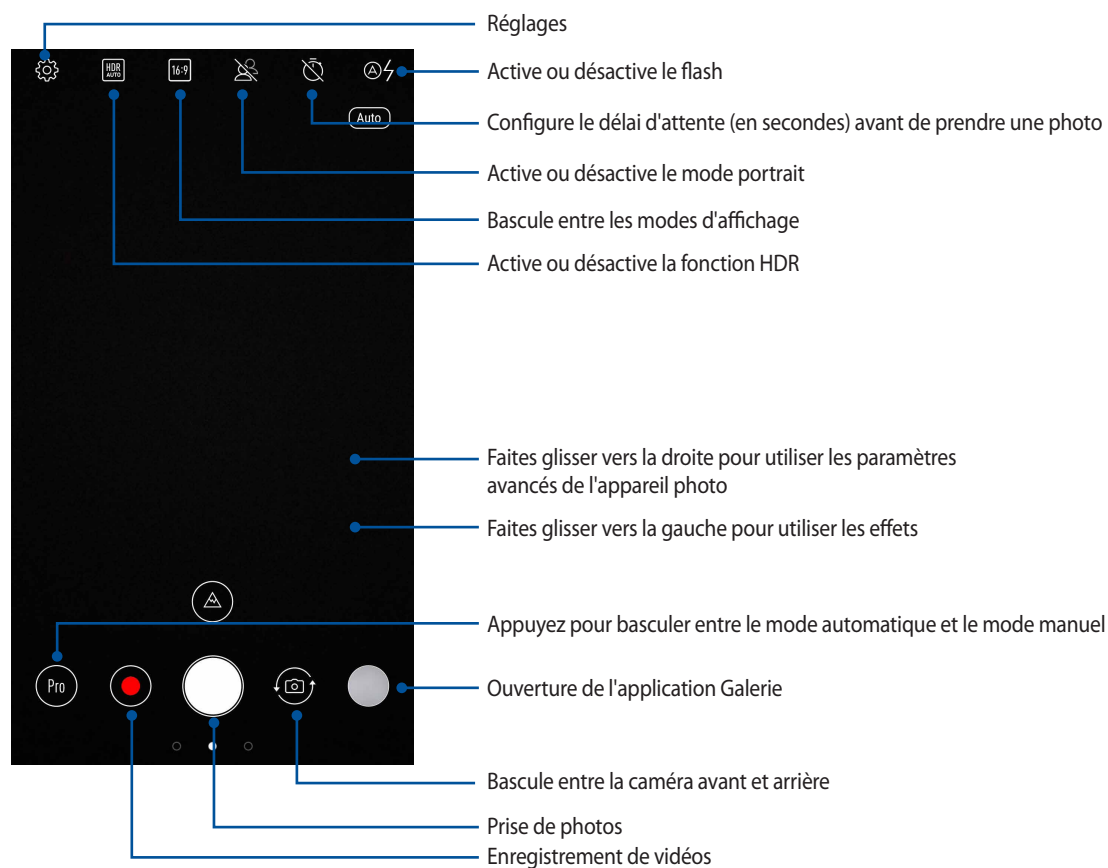 Réglages
HDR
AUTO
16:9
A
Active ou désactive le flash
Auto
Configure le délai d'attente (en secondes) avant de prendre une photo
Active ou désactive le mode portrait
Bascule entre les modes d'affichage
Active ou désactive la fonction HDR
Faites glisser vers la droite pour utiliser les paramètres
avancés de l'appareil photo
Faites glisser vers la gauche pour utiliser les effets
Appuyez pour basculer entre le mode automatique et le mode manuel
Pro
Ouverture de l'application Galerie
Bascule entre la caméra avant et arrière
Prise de photos
Enregistrement de vidéos